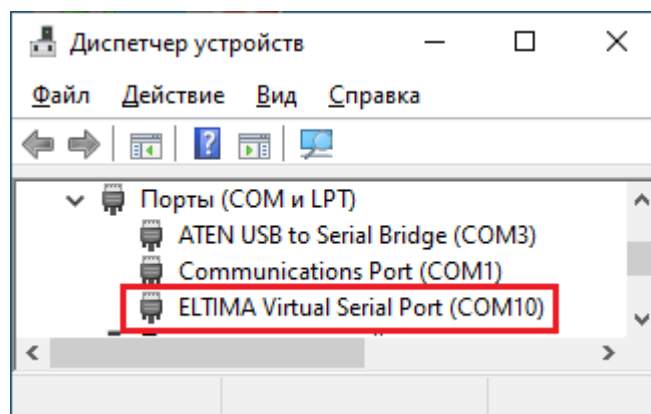 Диспетчер устройств
Файл Действие Вид Справка
Порты (COM и LPT)
ATEN USB to Serial Bridge (COM3)
Communications Port (COM1)
ELTIMA Virtual Serial Port (COM10)